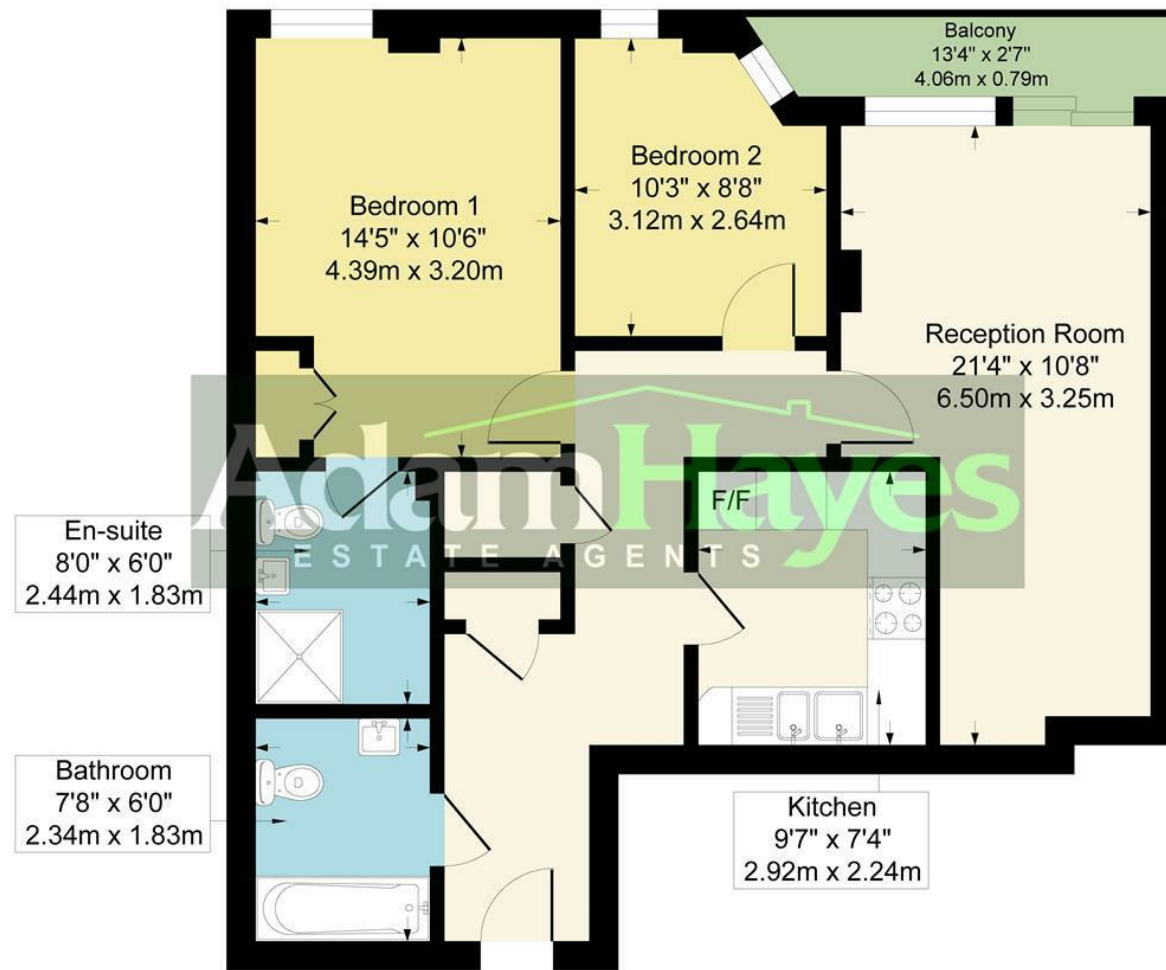 Balcony
13'4" x 2'7"
4.06m x 0.79m
Bedroom 1
14'5" x 10'6"
4.39m x 3.20m
Bedroom 2
10'3" x 8'8"
3.12m x 2.64m
Reception Room
21'4" x 10'8"
6.50m x 3.25m
AdamHayes
ESTATE AGENTS
F/F
En-suite
8'0" x 6'0"
2.44m x 1.83m
Bathroom
7'8" x 6'0"
2.34m x 1.83m
Kitchen
9'7" x 7'4"
2.92m x 2.24m